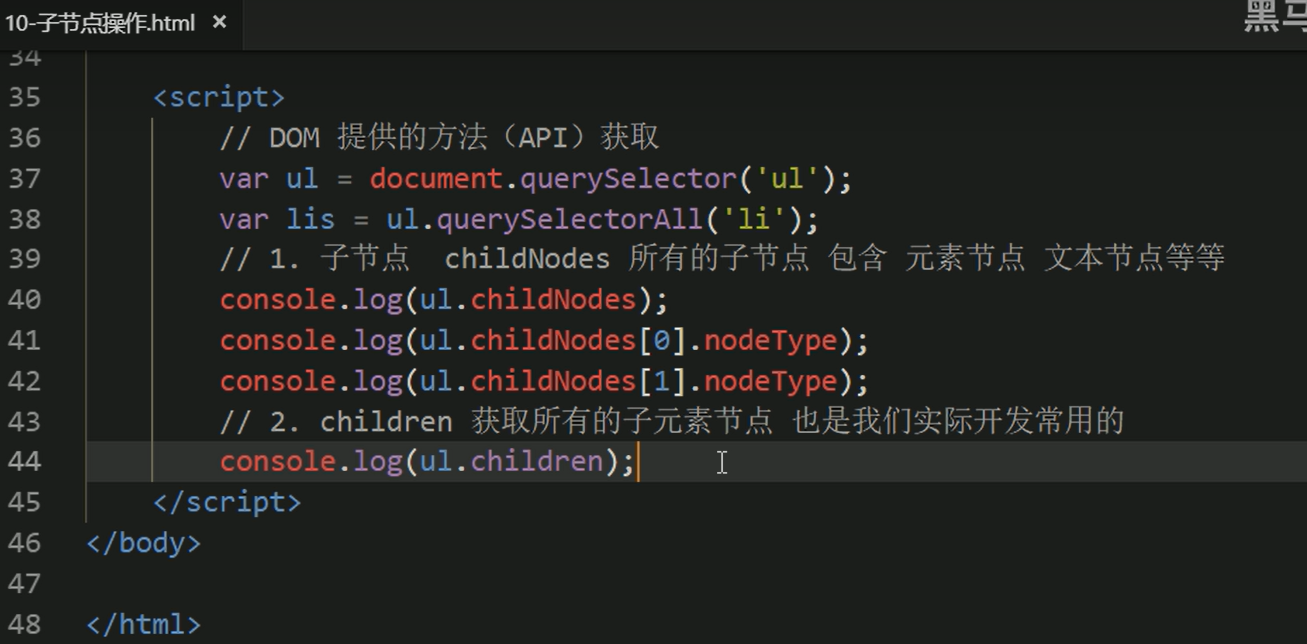 10-子节点操作.html ×
黑马
34
35 <script>
36 // DOM 提供的方法（API）获取
37 var ul = document.querySelector('ul');
38 var lis = ul.querySelectorAll('li');
39 // 1. 子节点  childNodes 所有的子节点 包含 元素节点 文本节点等等
40 console.log(ul.childNodes);
41 console.log(ul.childNodes[0].nodeType);
42 console.log(ul.childNodes[1].nodeType);
43 // 2. children 获取所有的子元素节点 也是我们实际开发常用的
44 console.log(ul.children);
45 </script>
46 </body>
47
48 </html>